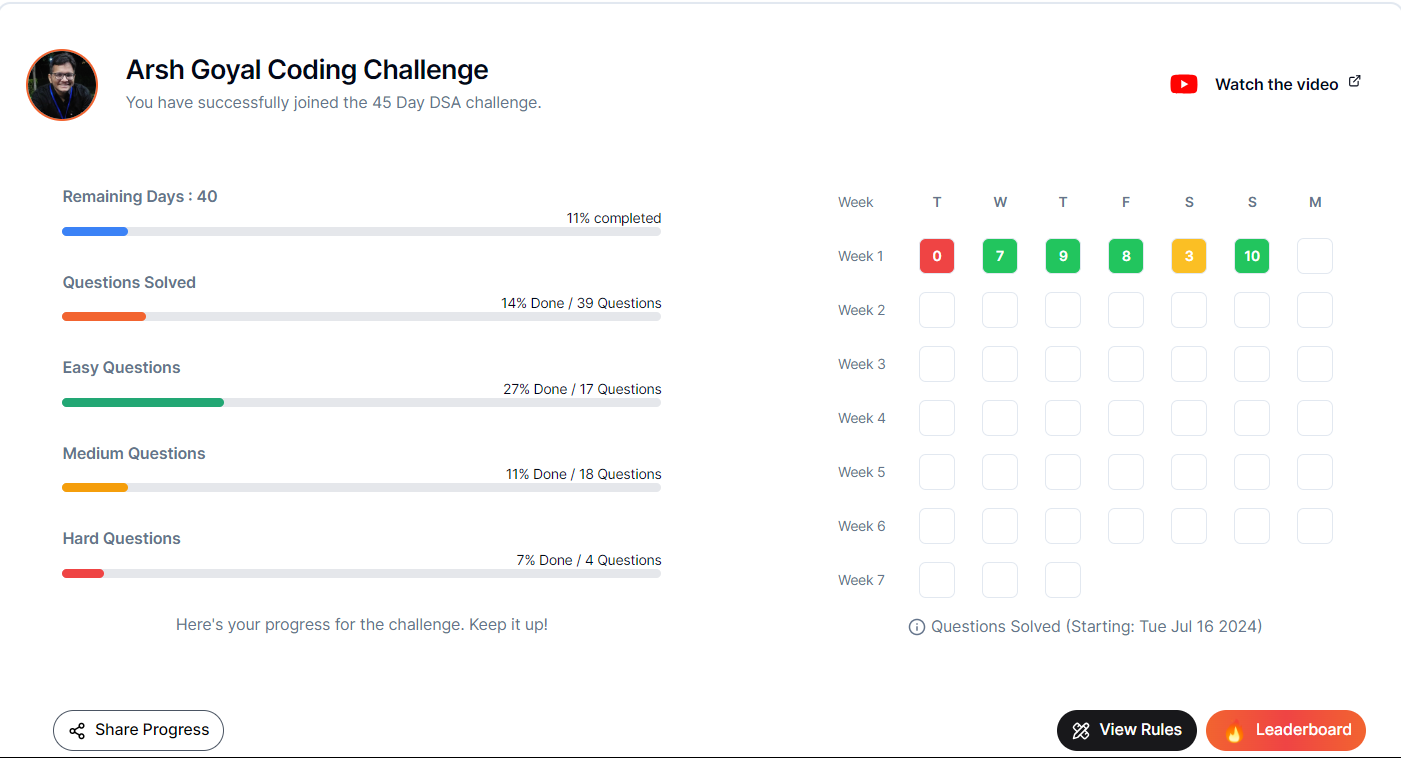 Arsh Goyal Coding Challenge
You have successfully joined the 45 Day DSA challenge.
Watch the video
Remaining Days : 40
11% completed
Questions Solved
14% Done / 39 Questions
Easy Questions
27% Done / 17 Questions
Medium Questions
11% Done / 18 Questions
Hard Questions
7% Done / 4 Questions
Here's your progress for the challenge. Keep it up!
Week T W T F S S M
Week 1 0 7 9 8 3 10
Week 2
Week 3
Week 4
Week 5
Week 6
Week 7
Questions Solved (Starting: Tue Jul 16 2024)
Share Progress
View Rules
Leaderboard